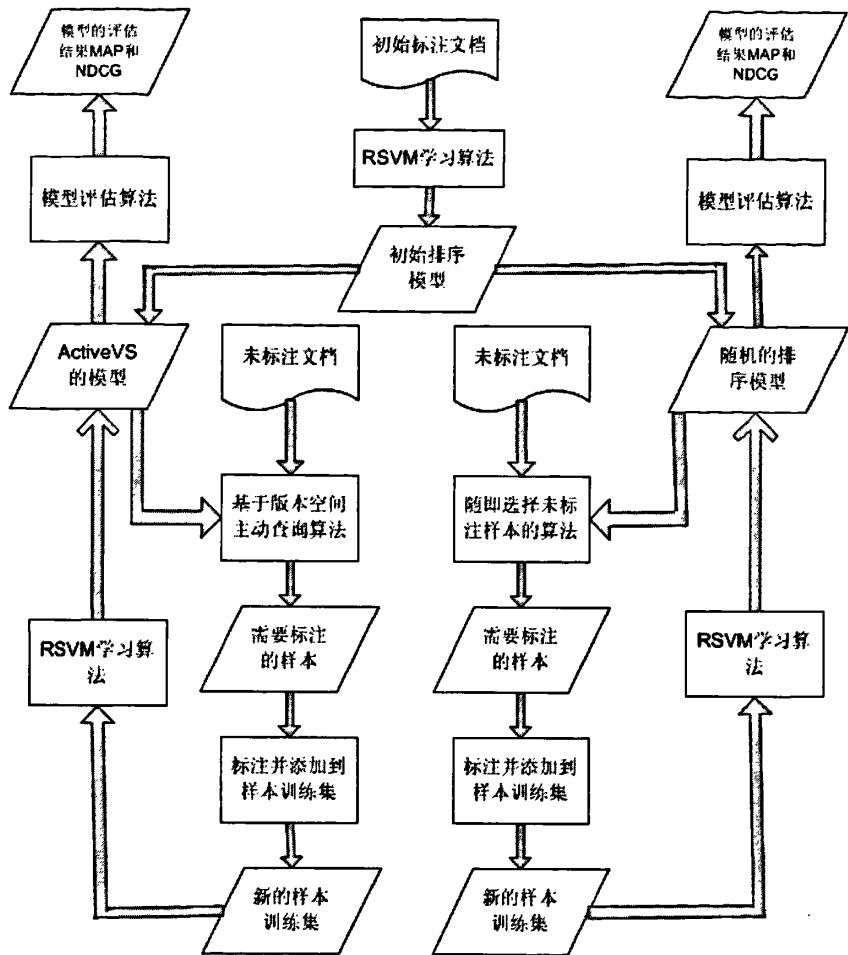 模型的评估
结果MAP和
NDCG
初始标注文档
模型的评估
结果MAP和
NDCG
RSVM学习算法
模型评估算法
模型评估算法
初始排序
模型
ActiveVS
的模型
未标注文档
未标注文档
随机的排
序模型
基于版本空间
主动查询算法
随即选择未标
注样本的算法
RSVM学习算
法
需要标注
的样本
需要标注
的样本
RSVM学习算
法
标注并添加到
样本训练集
标注并添加到
样本训练集
新的样本
训练集
新的样本
训练集